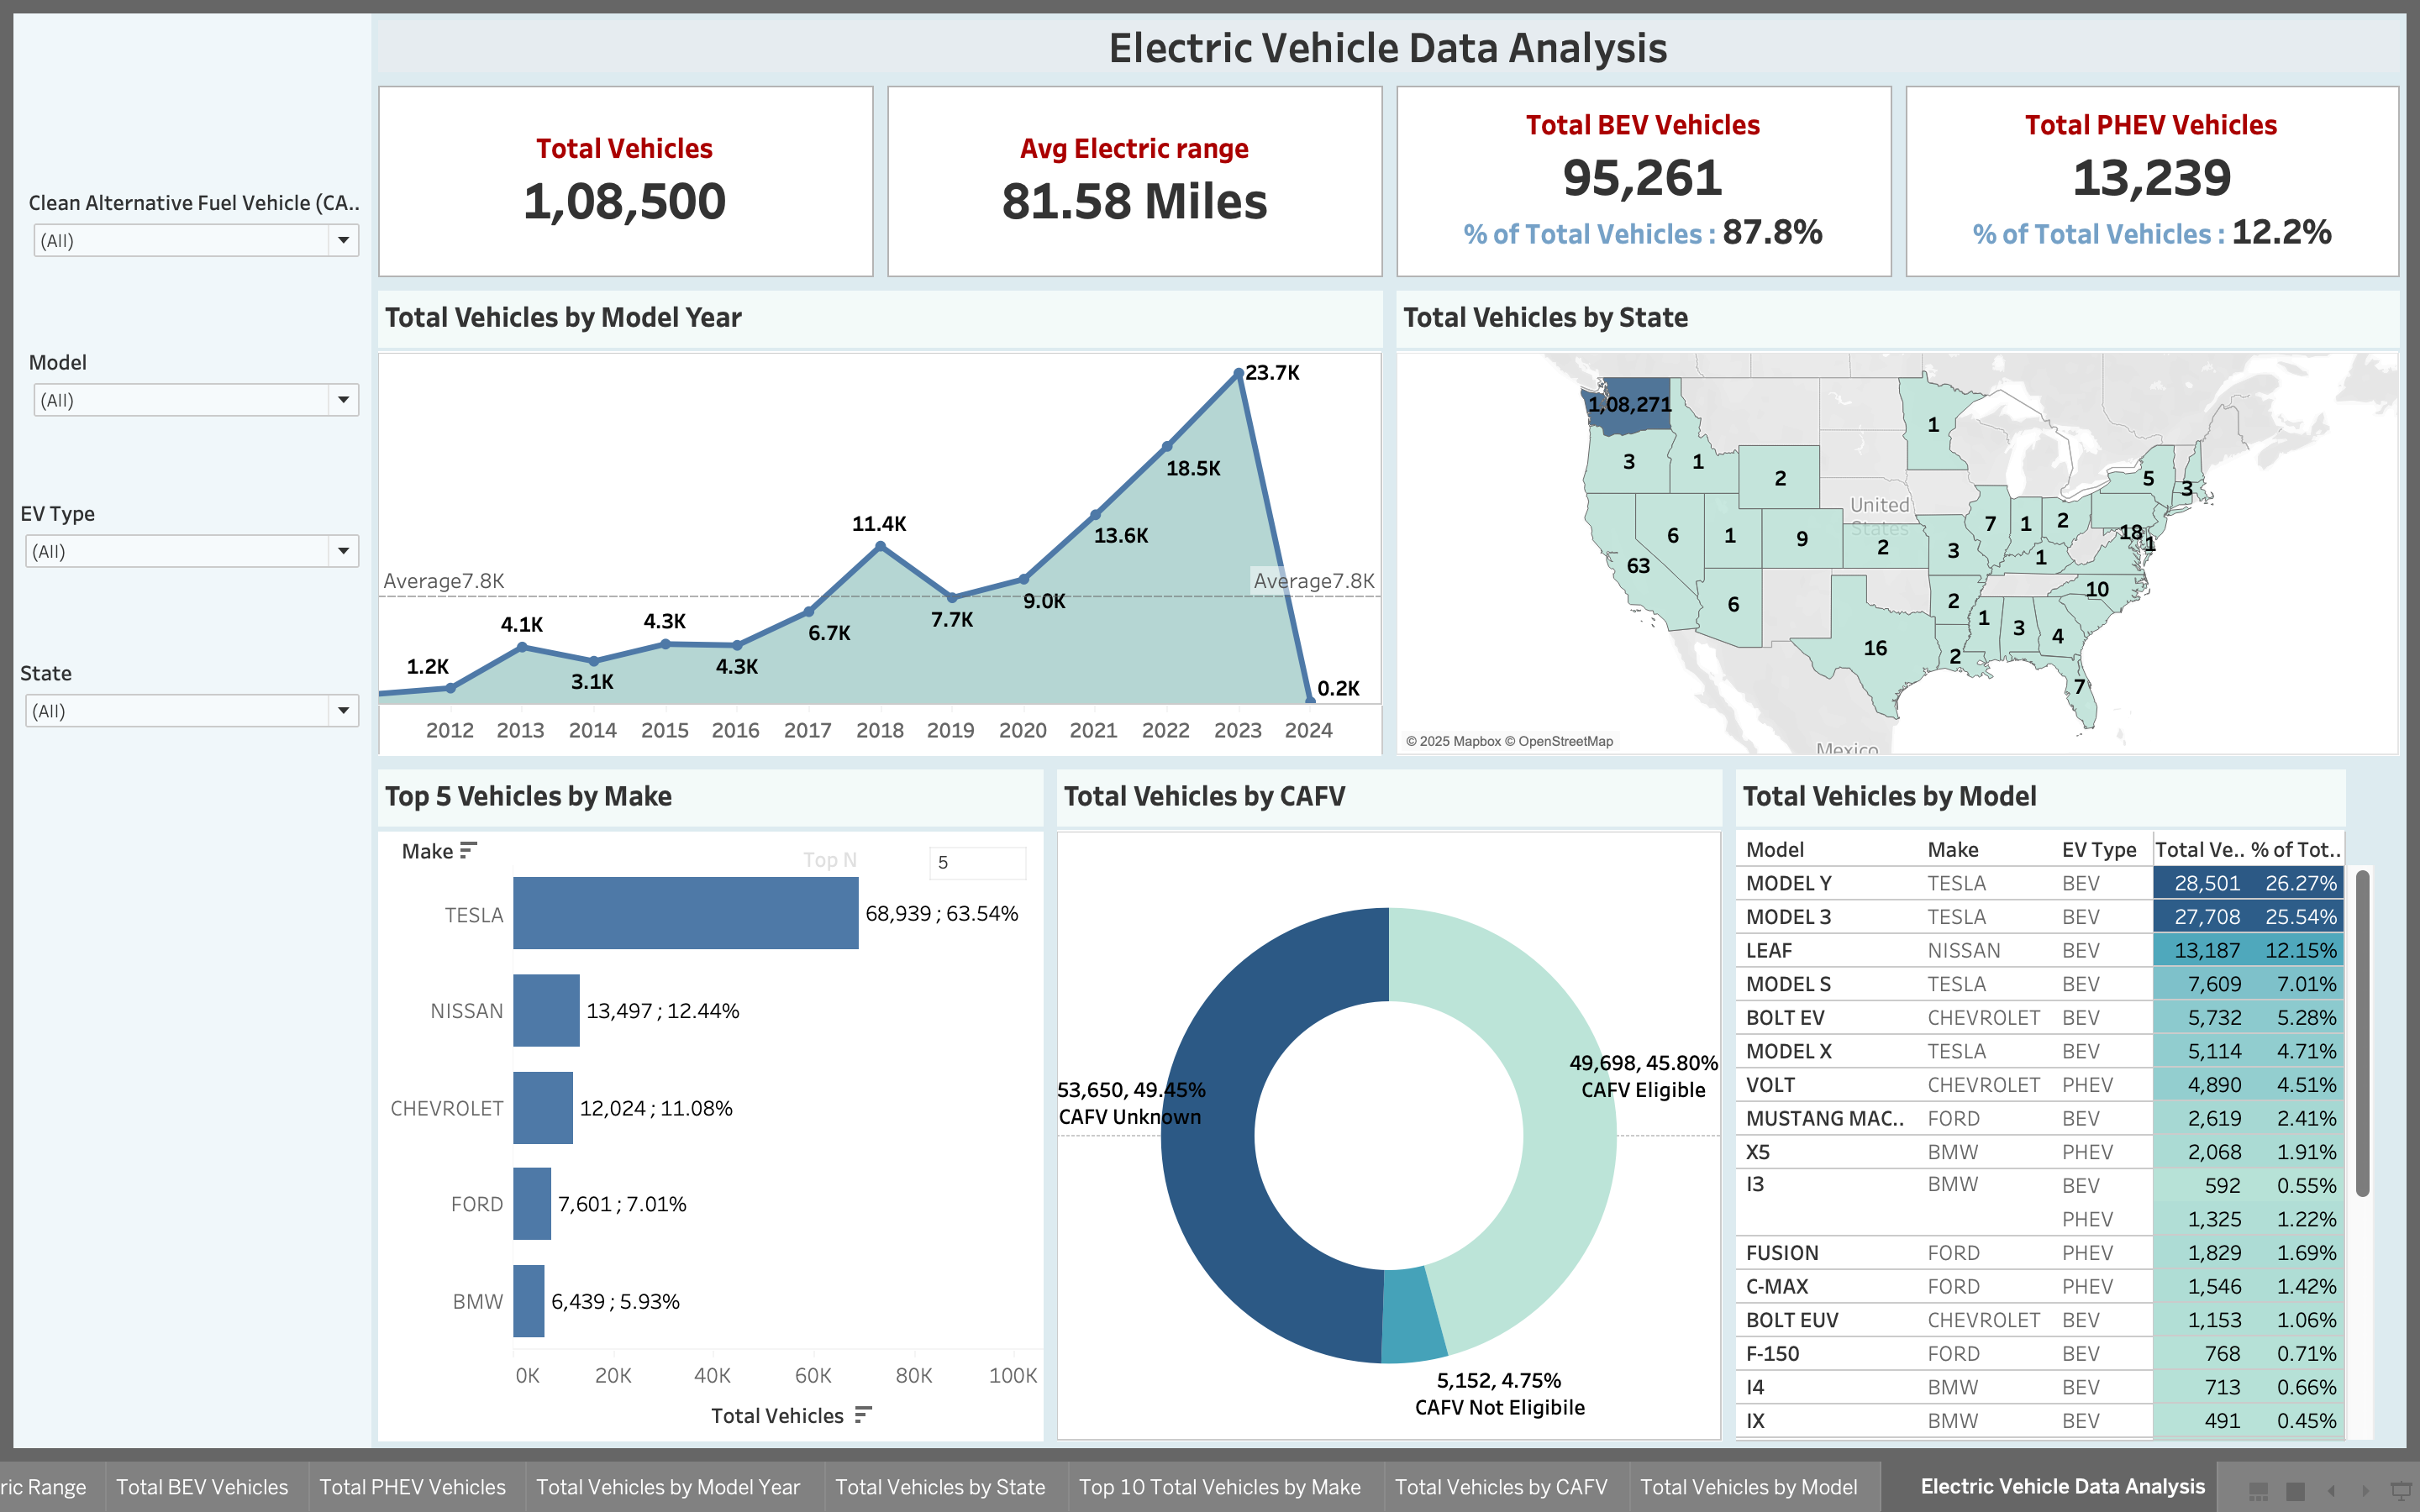 Electric Vehicle Data Analysis
Clean Alternative Fuel Vehicle (CA..
(All)
Model
(All)
EV Type
(All)
State
(All)
Total Vehicles
1,08,500
Avg Electric range
81.58 Miles
Total BEV Vehicles
95,261
% of Total Vehicles : 87.8%
Total PHEV Vehicles
13,239
% of Total Vehicles : 12.2%
Total Vehicles by Model Year
23.7K
18.5K
11.4K
13.6K
Average7.8K
Average7.8K
9.0K
4.1K
4.3K
7.7K
6.7K
1.2K
4.3K
3.1K
0.2K
2012 2013 2014 2015 2016 2017 2018 2019 2020 2021 2022 2023 2024
Total Vehicles by State
1,08,271
1
3
1
2
5
3
United
States
7
1
2
18
1
6
1
9
2
3
1
63
10
6
2
1
3
4
16
2
7
Mexico
© 2025 Mapbox © OpenStreetMap
Top 5 Vehicles by Make
Make
Top N
5
TESLA 68,939 ; 63.54%
NISSAN 13,497 ; 12.44%
CHEVROLET 12,024 ; 11.08%
FORD 7,601 ; 7.01%
BMW 6,439 ; 5.93%
0K 20K 40K 60K 80K 100K
Total Vehicles
Total Vehicles by CAFV
49,698, 45.80%
CAFV Eligible
53,650, 49.45%
CAFV Unknown
5,152, 4.75%
CAFV Not Eligibile
Total Vehicles by Model
Model Make EV Type Total Ve.. % of Tot..
MODEL Y TESLA BEV 28,501 26.27%
MODEL 3 TESLA BEV 27,708 25.54%
LEAF NISSAN BEV 13,187 12.15%
MODEL S TESLA BEV 7,609 7.01%
BOLT EV CHEVROLET BEV 5,732 5.28%
MODEL X TESLA BEV 5,114 4.71%
VOLT CHEVROLET PHEV 4,890 4.51%
MUSTANG MAC.. FORD BEV 2,619 2.41%
X5 BMW PHEV 2,068 1.91%
I3 BMW BEV 592 0.55%
PHEV 1,325 1.22%
FUSION FORD PHEV 1,829 1.69%
C-MAX FORD PHEV 1,546 1.42%
BOLT EUV CHEVROLET BEV 1,153 1.06%
F-150 FORD BEV 768 0.71%
I4 BMW BEV 713 0.66%
IX BMW BEV 491 0.45%
ric Range Total BEV Vehicles Total PHEV Vehicles Total Vehicles by Model Year Total Vehicles by State Top 10 Total Vehicles by Make Total Vehicles by CAFV Total Vehicles by Model Electric Vehicle Data Analysis